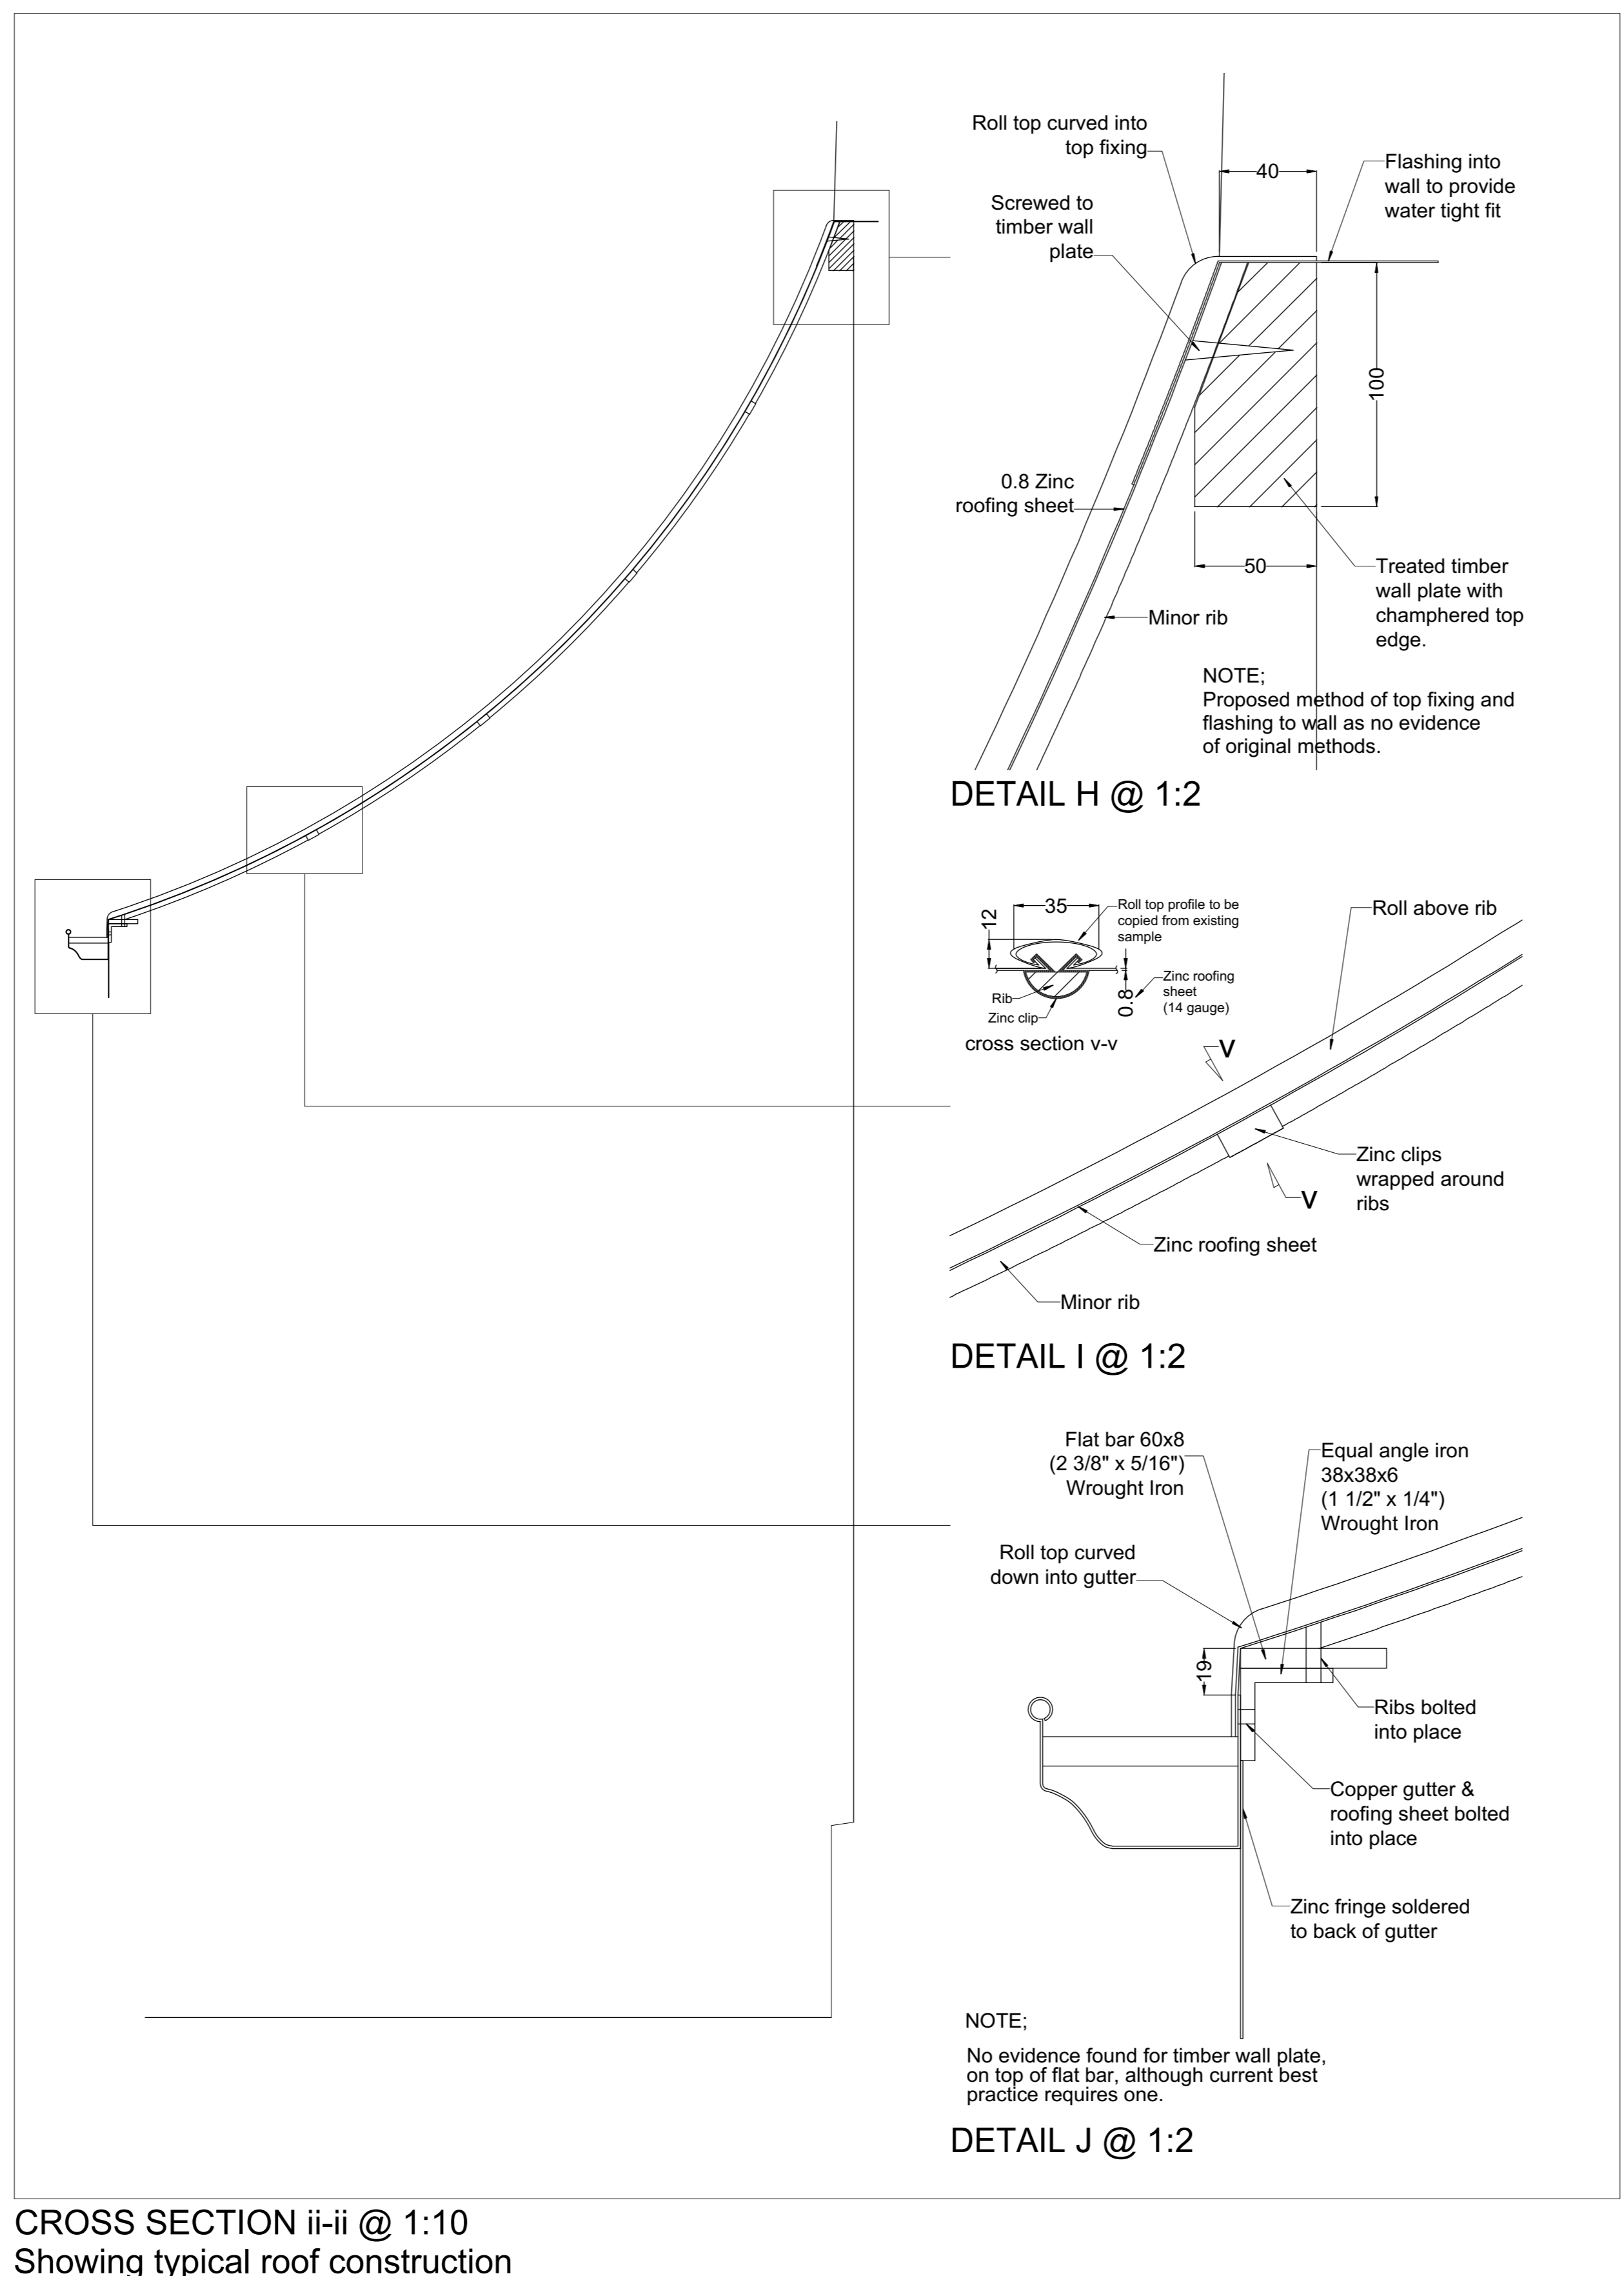 Roll top curved into
top fixing
40
Flashing into
wall to provide
water tight fit
Screwed to
timber wall
plate
100
0.8 Zinc
roofing sheet
50
Treated timber
wall plate with
champhered top
edge.
Minor rib
NOTE;
Proposed method of top fixing and
flashing to wall as no evidence
of original methods.
DETAIL H @ 1:2
12
35
Roll top profile to be
copied from existing
sample
Roll above rib
Rib
Zinc clip
0.8
Zinc roofing
sheet
(14 gauge)
cross section v-v
V
Zinc clips
wrapped around
ribs
V
Zinc roofing sheet
Minor rib
DETAIL I @ 1:2
Flat bar 60x8
(2 3/8" x 5/16")
Wrought Iron
Equal angle iron
38x38x6
(1 1/2" x 1/4")
Wrought Iron
Roll top curved
down into gutter
19
Ribs bolted
into place
Copper gutter &
roofing sheet bolted
into place
Zinc fringe soldered
to back of gutter
NOTE;
No evidence found for timber wall plate,
on top of flat bar, although current best
practice requires one.
DETAIL J @ 1:2
CROSS SECTION ii-ii @ 1:10
Showing typical roof construction